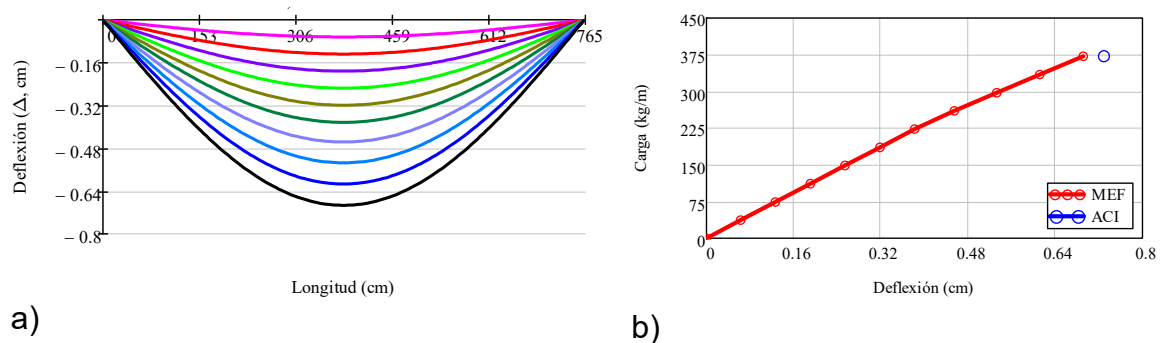 0 153 306 459 612 765
− 0.16
− 0.32
− 0.48
− 0.64
− 0.8
Deflexión (Δ, cm)
Longitud (cm)
a)
450
375
300
225
150
75
0
Carga (kg/m)
MEF
ACI
0 0.16 0.32 0.48 0.64 0.8
Deflexión (cm)
b)